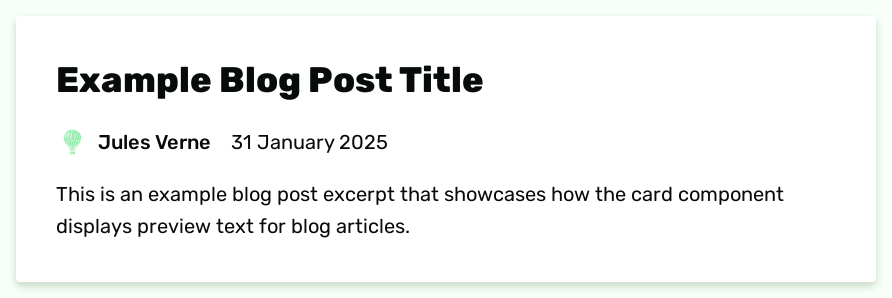 Example Blog Post Title
Jules Verne 31 January 2025
This is an example blog post excerpt that showcases how the card component
displays preview text for blog articles.